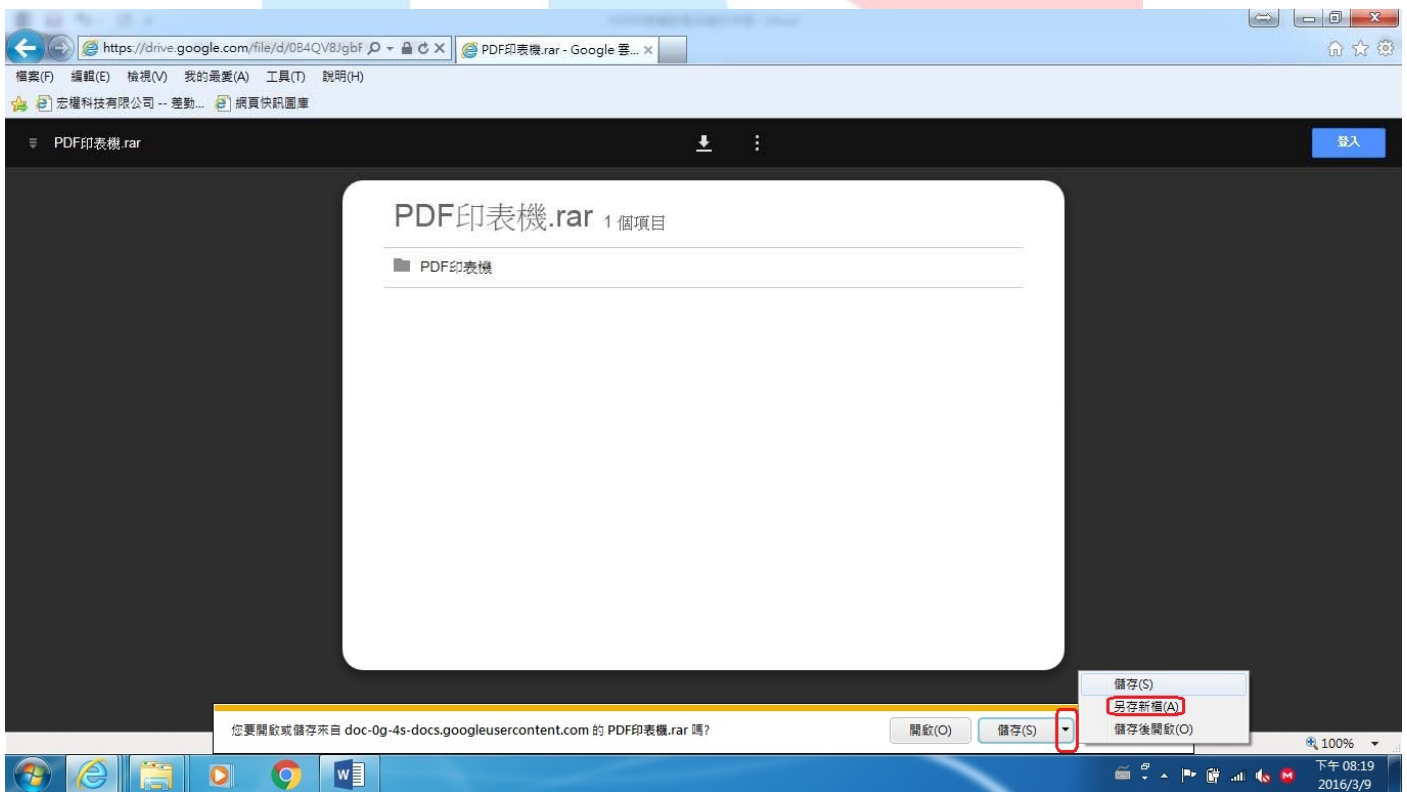 https://drive.google.com/file/d/0B4QV8JgbF
PDF印表機.rar - Google 雲...
檔案(F) 編輯(E) 檢視(V) 我的最愛(A) 工具(T) 說明(H)
宏權科技有限公司 -- 差勤... 網頁快訊圖庫
PDF印表機.rar
登入
PDF印表機.rar 1 個項目
PDF印表機
儲存(S)
另存新檔(A)
儲存後開啟(O)
您要開啟或儲存來自 doc-0g-4s-docs.googleusercontent.com 的 PDF印表機.rar 嗎?
開啟(O) 儲存(S)
100%
下午 08:19
2016/3/9